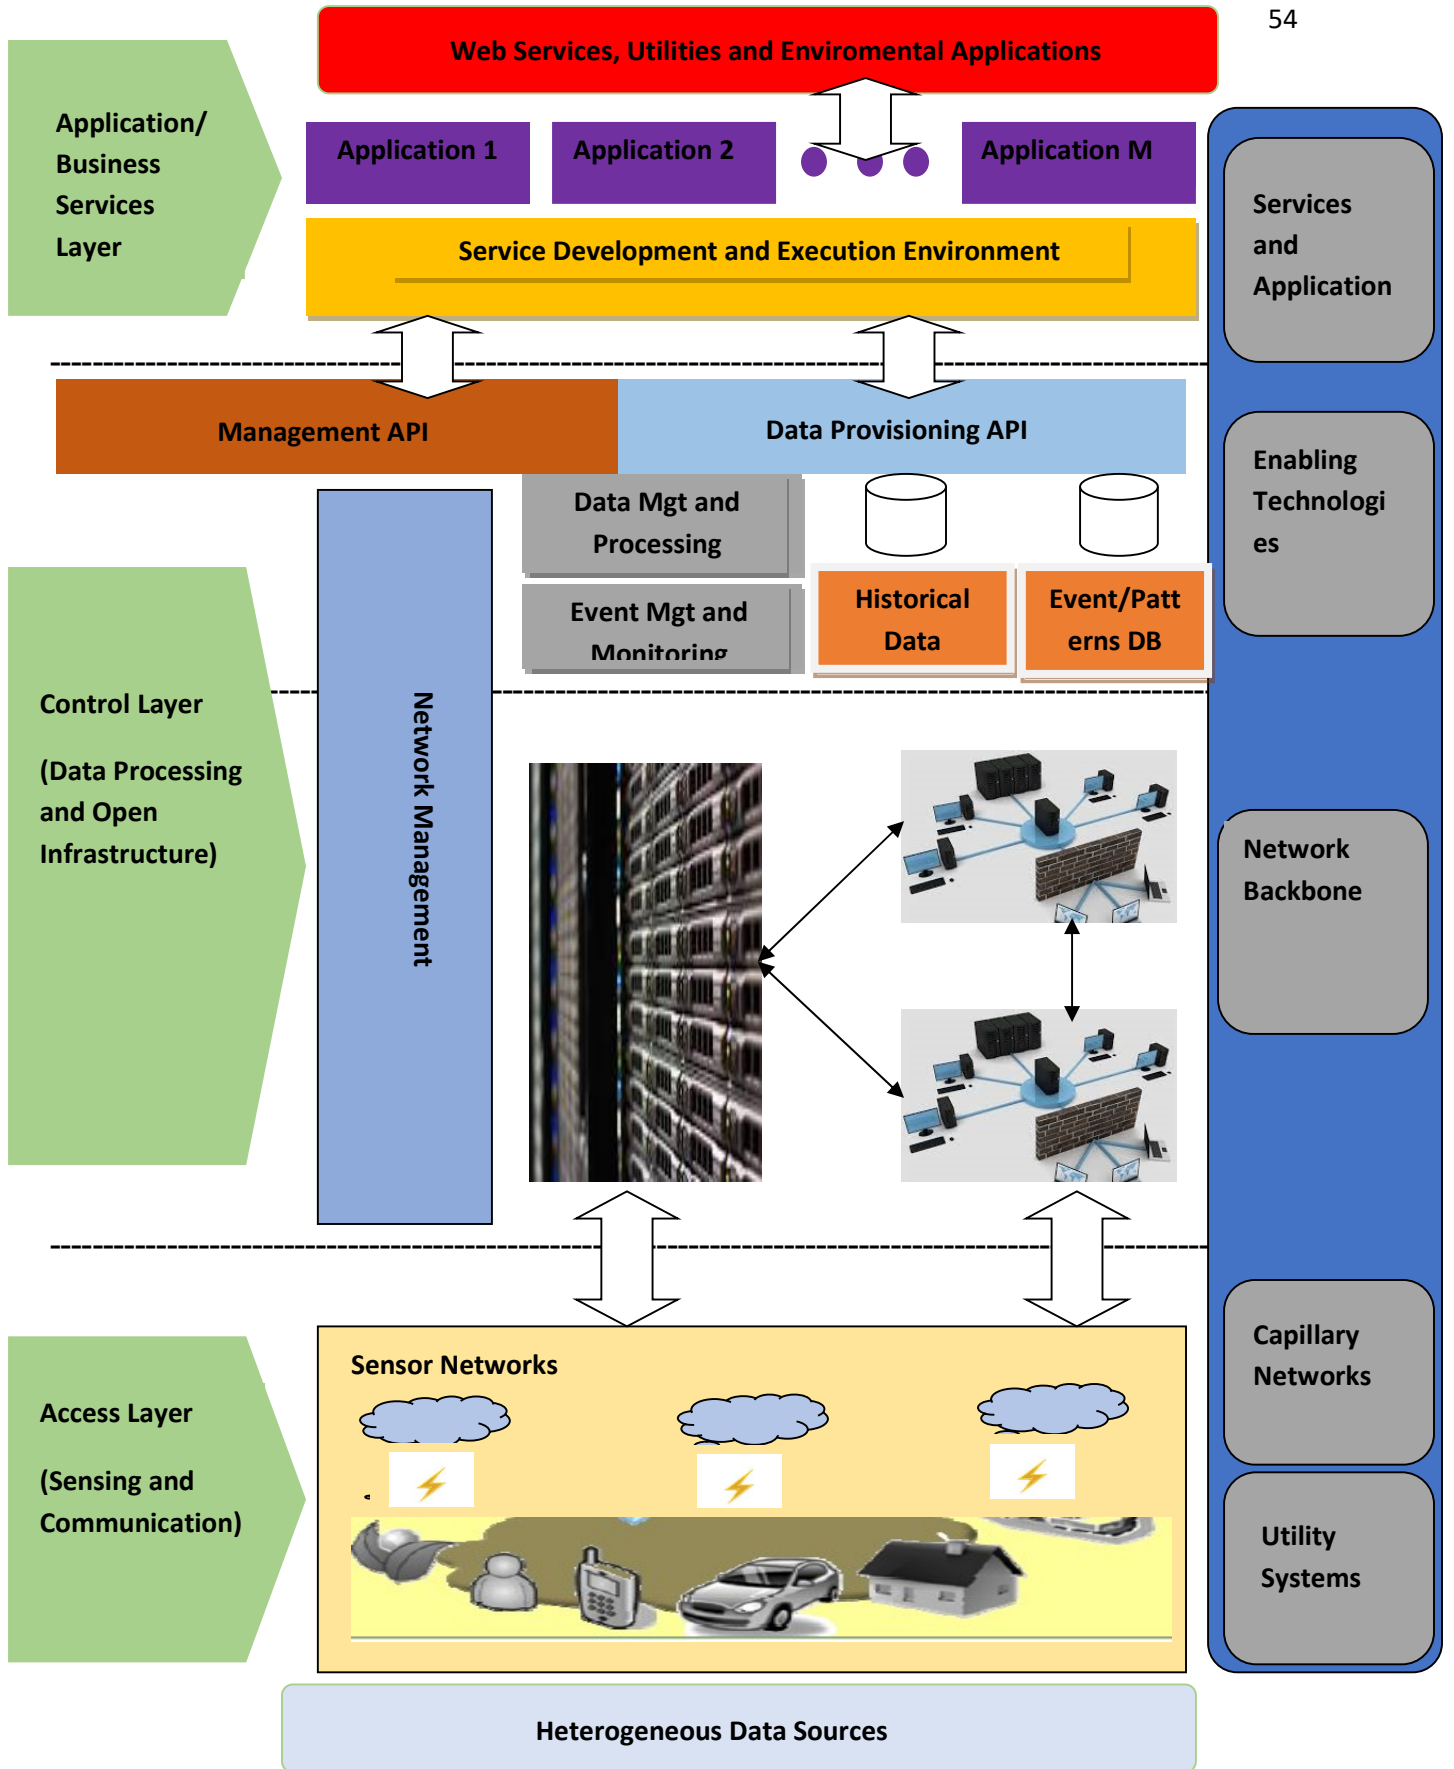 54
Web Services, Utilities and Enviromental Applications
Application/
Business
Services
Layer
Application 1
Application 2
Application M
Service Development and Execution Environment
Services
and
Application
Management API
Data Provisioning API
Enabling
Technologi
es
Data Mgt and
Processing
Event Mgt and
Monitoring
Historical
Data
Event/Patt
erns DB
Control Layer
(Data Processing
and Open
Infrastructure)
Network Management
Network
Backbone
Sensor Networks
Access Layer
(Sensing and
Communication)
Capillary
Networks
Utility
Systems
Heterogeneous Data Sources